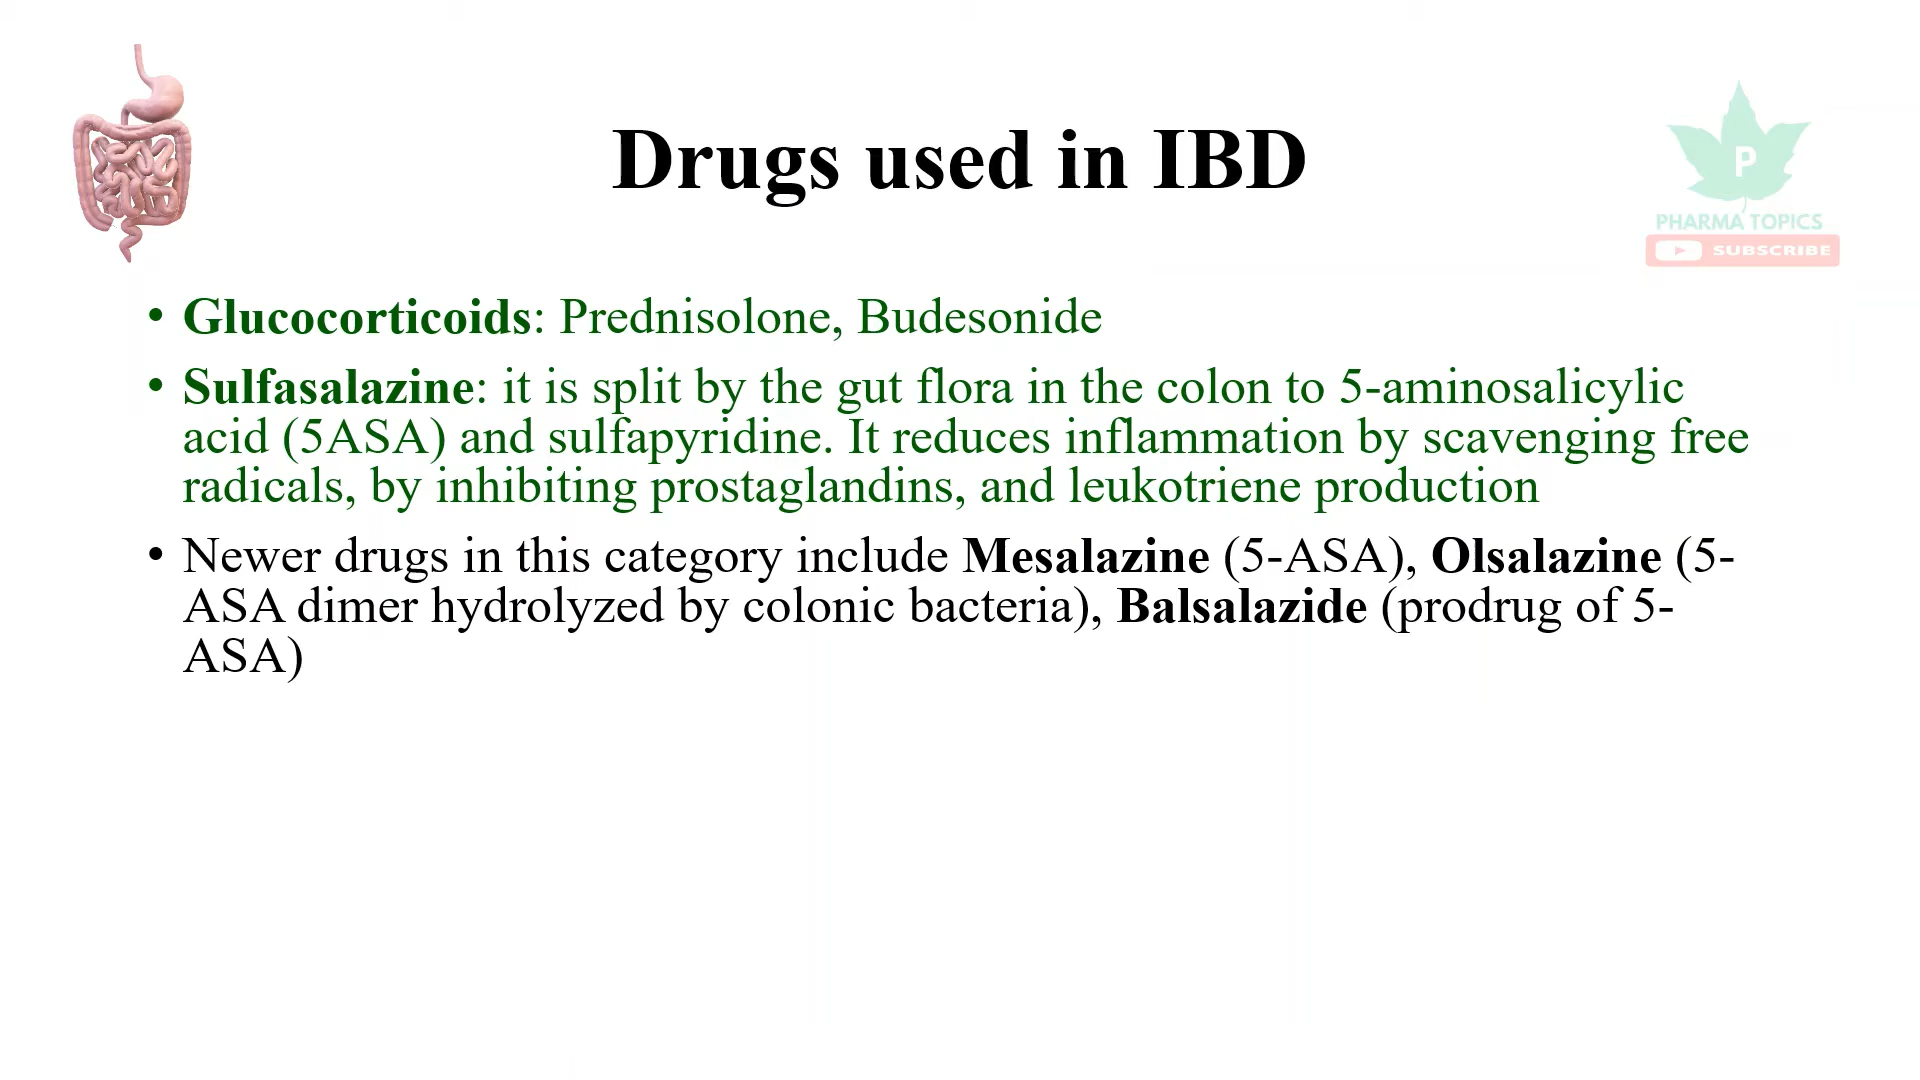 Drugs used in IBD
P
PHARMA TOPICS
SUBSCRIBE
• Glucocorticoids: Prednisolone, Budesonide
• Sulfasalazine: it is split by the gut flora in the colon to 5-aminosalicylic
acid (5ASA) and sulfapyridine. It reduces inflammation by scavenging free
radicals, by inhibiting prostaglandins, and leukotriene production
• Newer drugs in this category include Mesalazine (5-ASA), Olsalazine (5-
ASA dimer hydrolyzed by colonic bacteria), Balsalazide (prodrug of 5-
ASA)